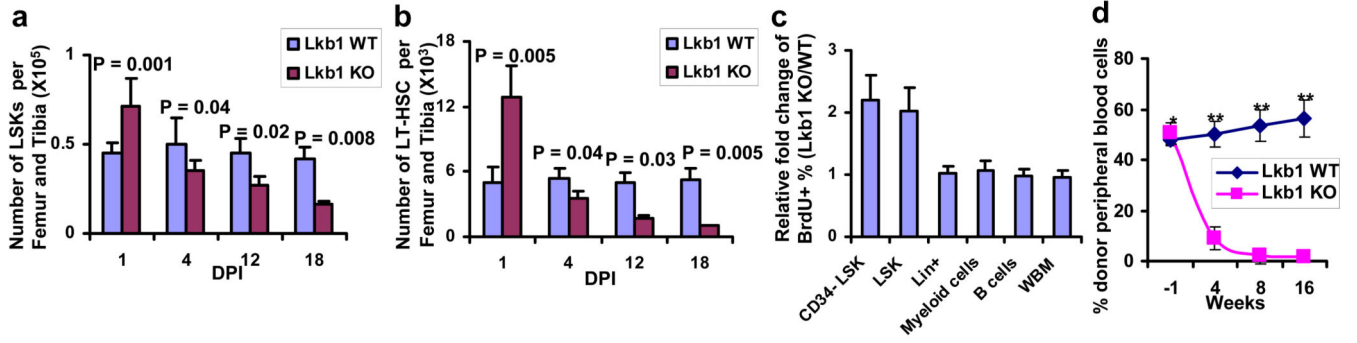 a
Number of LSKs per
Femur and Tibia (X10⁵)
1
0.5
0
Lkb1 WT
Lkb1 KO
P = 0.001
P = 0.04
P = 0.02
P = 0.008
1 4 12 18
DPI
b
Number of LT-HSC per
Femur and Tibia (X10³)
18
12
6
0
Lkb1 WT
Lkb1 KO
P = 0.005
P = 0.04
P = 0.03
P = 0.005
1 4 12 18
DPI
c
Relative fold change of
BrdU+ % (Lkb1 KO/WT)
3
2
1
0
CD34- LSK
LSK
Lin+
Myeloid cells
B cells
WBM
d
% donor peripheral blood cells
80
60
40
20
0
* ** ** **
Lkb1 WT
Lkb1 KO
-1 4 8 16
Weeks